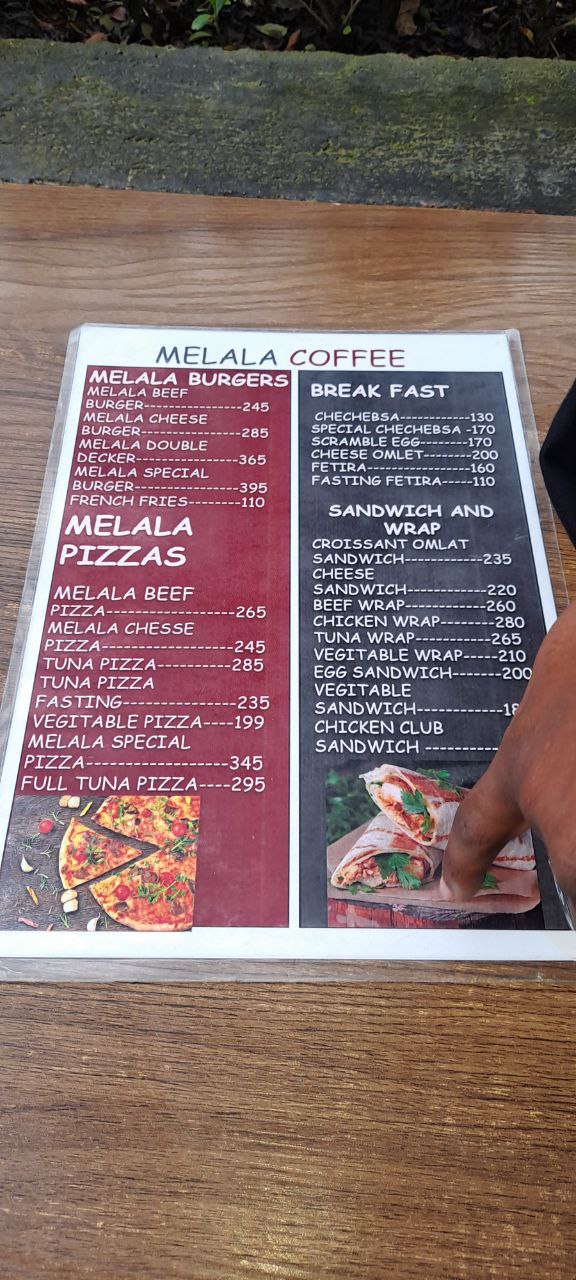 MELALA COFFEE
MELALA BURGERS
MELALA BEEF
BURGER----------------245
MELALA CHEESE
BURGER----------------285
MELALA DOUBLE
DECKER----------------365
MELALA SPECIAL
BURGER----------------395
FRENCH FRIES--------110
MELALA
PIZZAS
MELALA BEEF
PIZZA------------------265
MELALA CHESSE
PIZZA------------------245
TUNA PIZZA----------285
TUNA PIZZA
FASTING---------------235
VEGITABLE PIZZA----199
MELALA SPECIAL
PIZZA-------------------345
FULL TUNA PIZZA----295
BREAK FAST
CHECHEBSA------------130
SPECIAL CHECHEBSA -170
SCRAMBLE EGG--------170
CHEESE OMLET--------200
FETIRA-----------------160
FASTING FETIRA-----110
SANDWICH AND
WRAP
CROISSANT OMLAT
SANDWICH------------235
CHEESE
SANDWICH------------220
BEEF WRAP------------260
CHICKEN WRAP--------280
TUNA WRAP-----------265
VEGITABLE WRAP-----210
EGG SANDWICH-------200
VEGITABLE
SANDWICH------------
CHICKEN CLUB
SANDWICH ----------